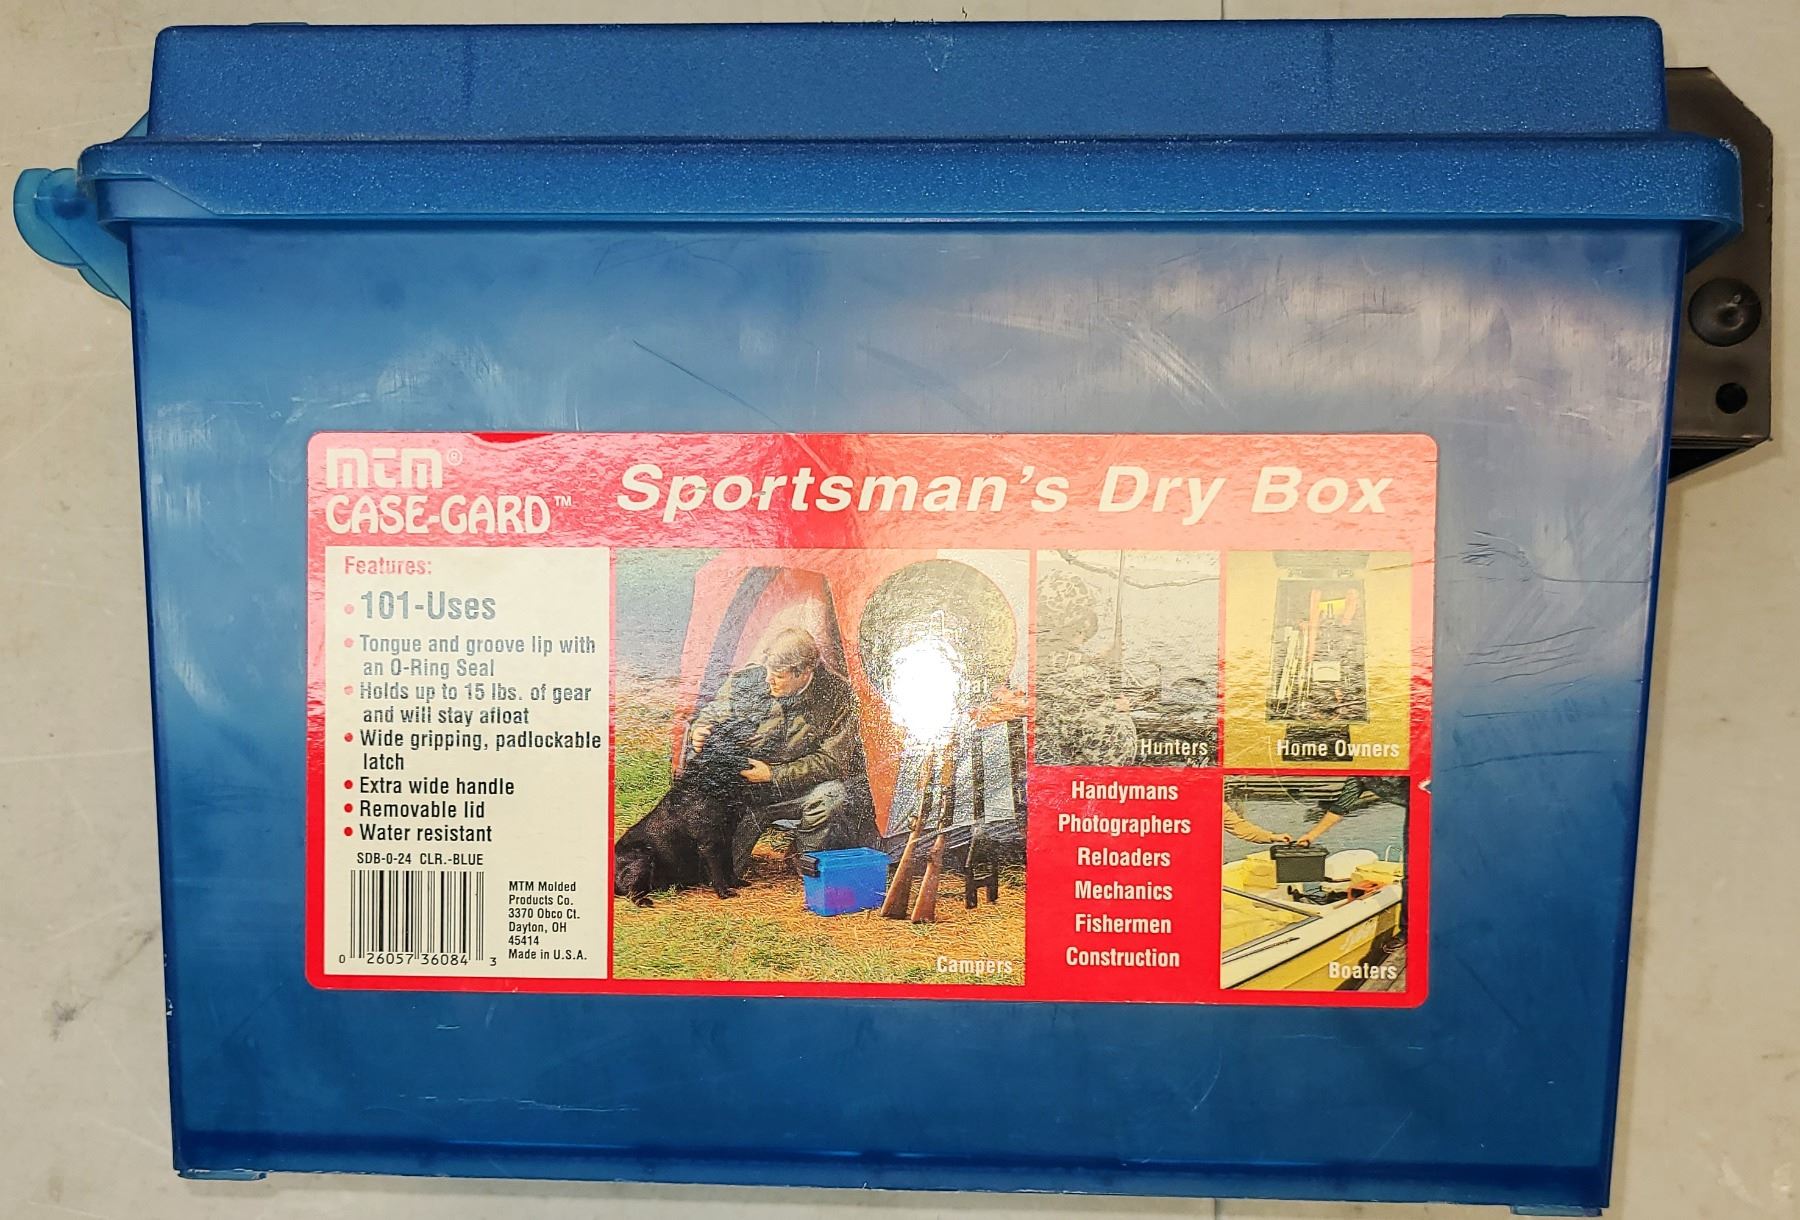 mtm®
CASE-GARD™
Sportsman's Dry Box
Features:
• 101-Uses
• Tongue and groove lip with
an O-Ring Seal
• Holds up to 15 lbs. of gear
and will stay afloat
• Wide gripping, padlockable
latch
• Extra wide handle
• Removable lid
• Water resistant
SDB-0-24 CLR.-BLUE
0 26057 36084 3
MTM Molded
Products Co.
3370 Obco Ct.
Dayton, OH
45414
Made in U.S.A.
Campers
Hunters
Home Owners
Handymans
Photographers
Reloaders
Mechanics
Fishermen
Construction
Boaters